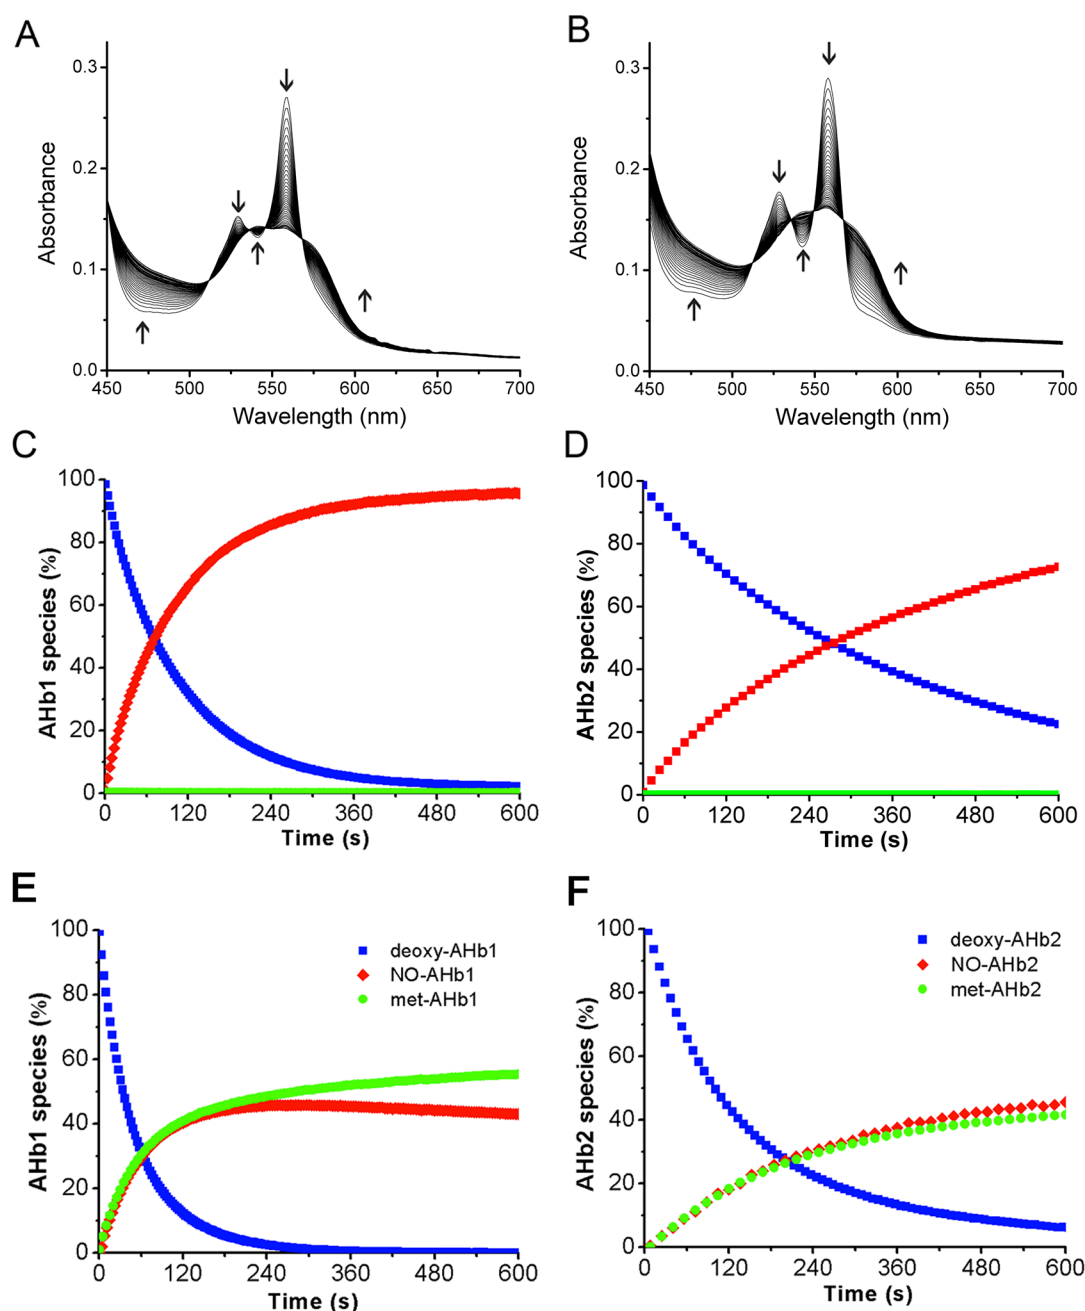 A
B
0.3
0.2
0.1
0.0
Absorbance
450 500 550 600 650 700
Wavelength (nm)
0.3
0.2
0.1
0.0
Absorbance
450 500 550 600 650 700
Wavelength (nm)
C
D
100
80
60
40
20
0
AHb1 species (%)
0 120 240 360 480 600
Time (s)
100
80
60
40
20
0
AHb2 species (%)
0 120 240 360 480 600
Time (s)
E
F
100
80
60
40
20
0
AHb1 species (%)
deoxy-AHb1
NO-AHb1
met-AHb1
0 120 240 360 480 600
Time (s)
100
80
60
40
20
0
AHb2 species (%)
deoxy-AHb2
NO-AHb2
met-AHb2
0 120 240 360 480 600
Time (s)